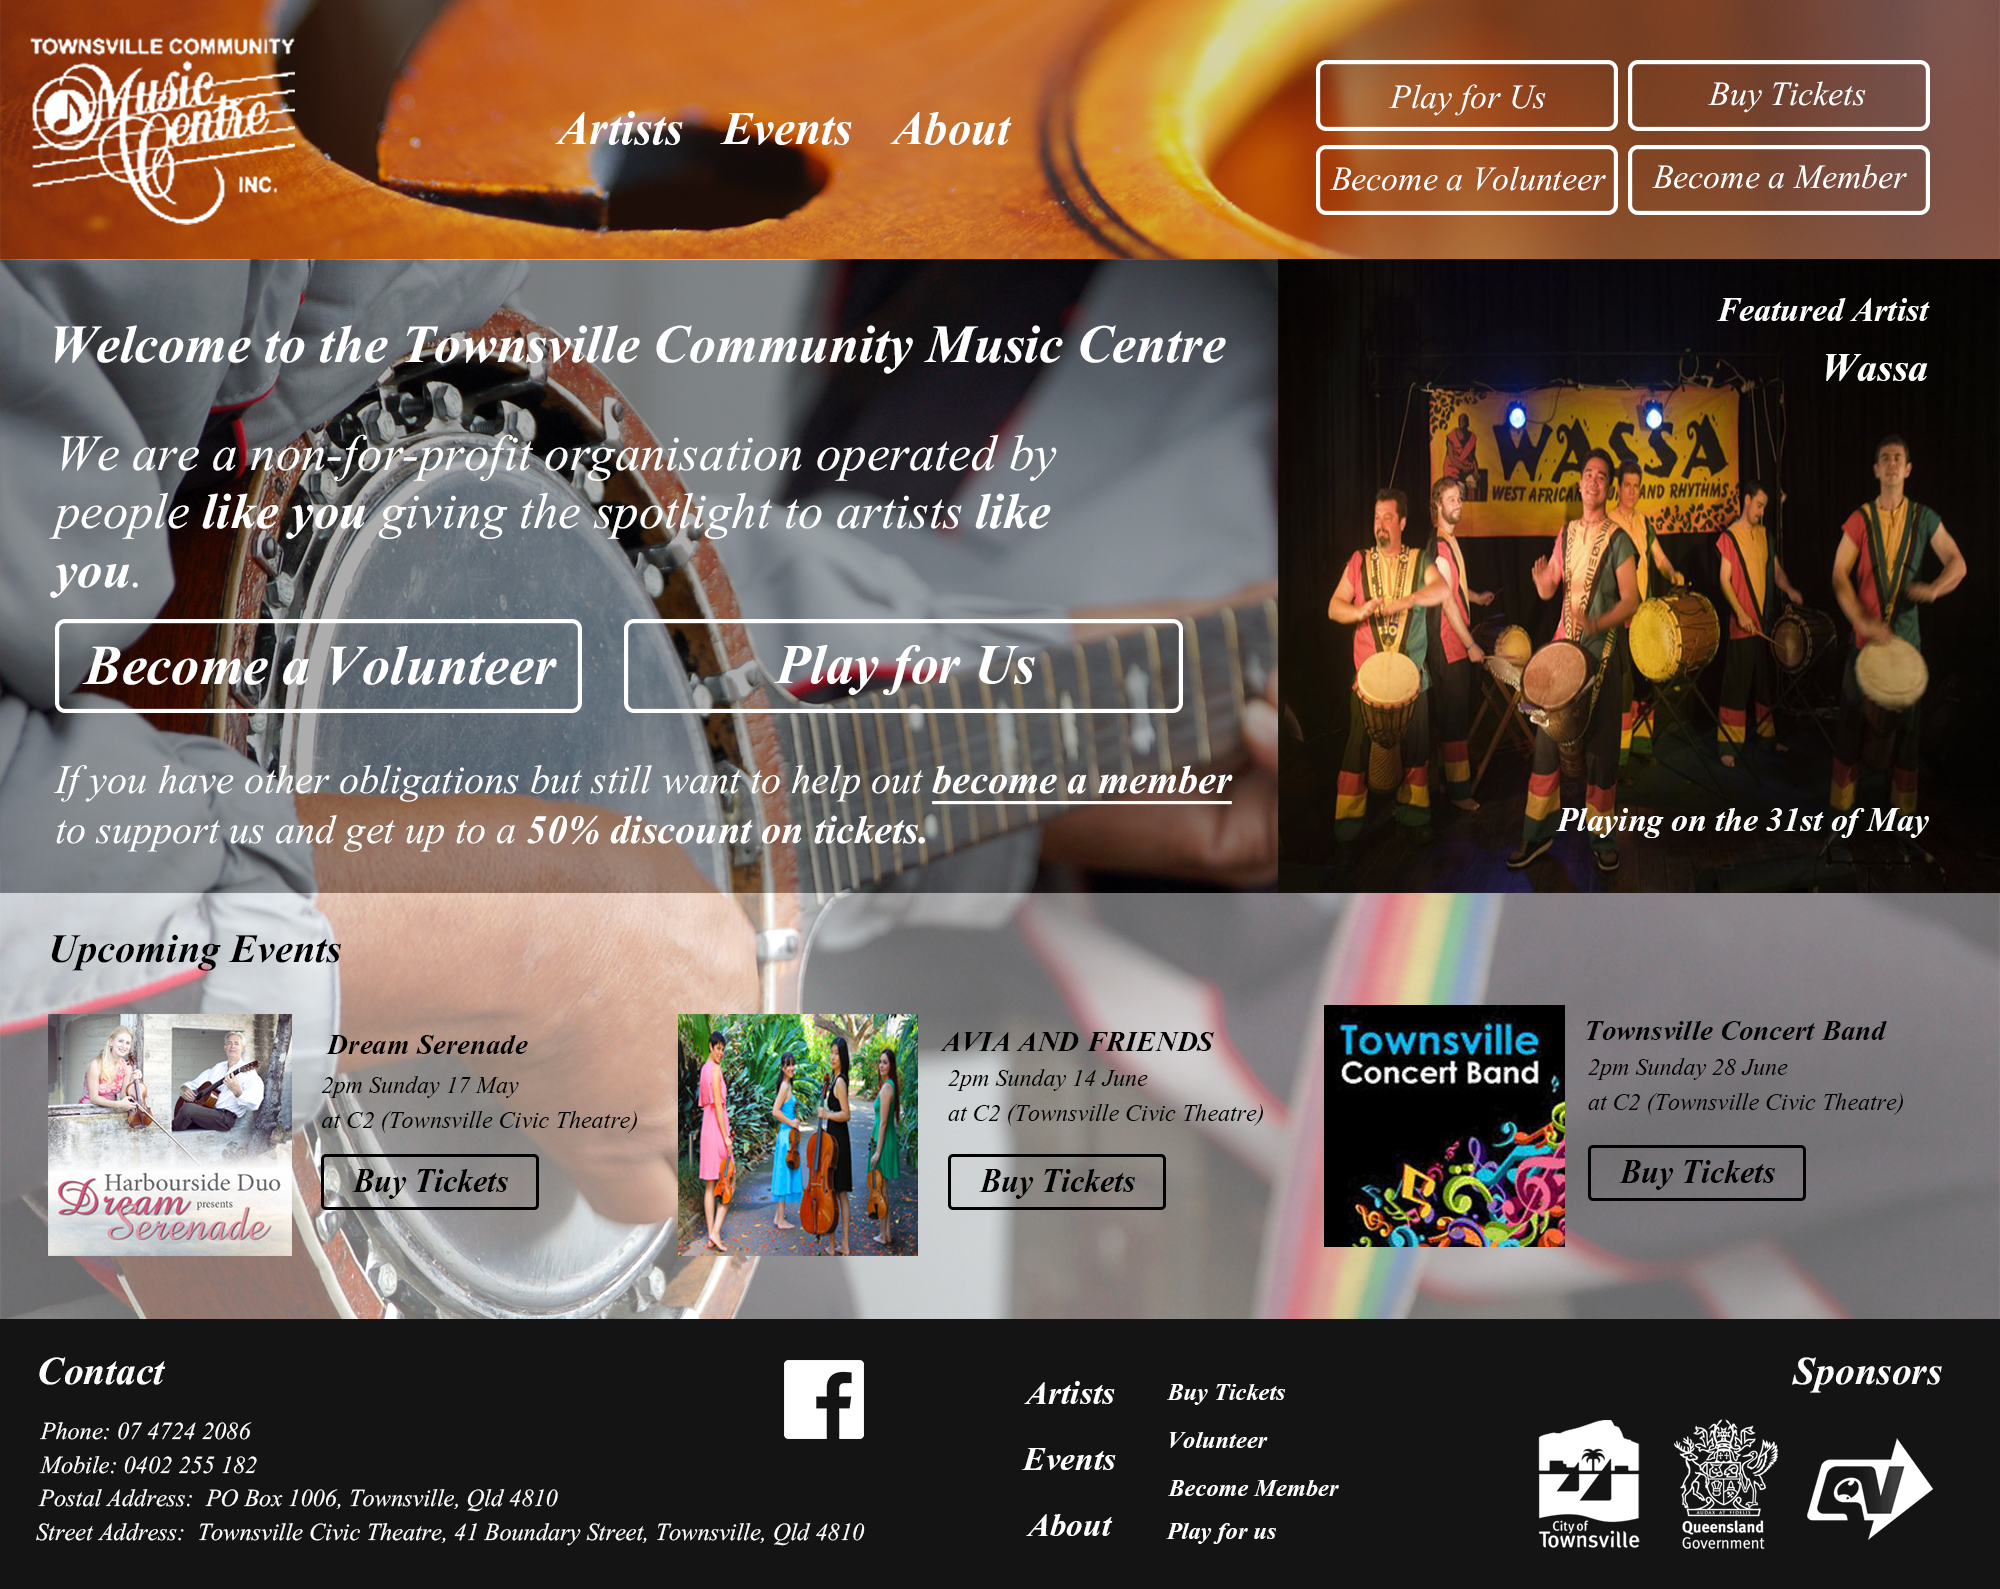 TOWNSVILLE COMMUNITY
Music
Centre
INC.
Artists Events About
Play for Us
Buy Tickets
Become a Volunteer
Become a Member
Welcome to the Townsville Community Music Centre
We are a non-for-profit organisation operated by
people like you giving the spotlight to artists like
you.
Become a Volunteer
Play for Us
If you have other obligations but still want to help out become a member
to support us and get up to a 50% discount on tickets.
Featured Artist
Wassa
WASSA
WEST AFRICAN AND RHYTHMS
Playing on the 31st of May
Upcoming Events
Harbourside Duo
presents
Dream
Serenade
Dream Serenade
2pm Sunday 17 May
at C2 (Townsville Civic Theatre)
Buy Tickets
AVIA AND FRIENDS
2pm Sunday 14 June
at C2 (Townsville Civic Theatre)
Buy Tickets
Townsville
Concert Band
Townsville Concert Band
2pm Sunday 28 June
at C2 (Townsville Civic Theatre)
Buy Tickets
Contact
Phone: 07 4724 2086
Mobile: 0402 255 182
Postal Address: PO Box 1006, Townsville, Qld 4810
Street Address: Townsville Civic Theatre, 41 Boundary Street, Townsville, Qld 4810
f
Artists
Events
About
Buy Tickets
Volunteer
Become Member
Play for us
Sponsors
City of
Townsville
Queensland
Government